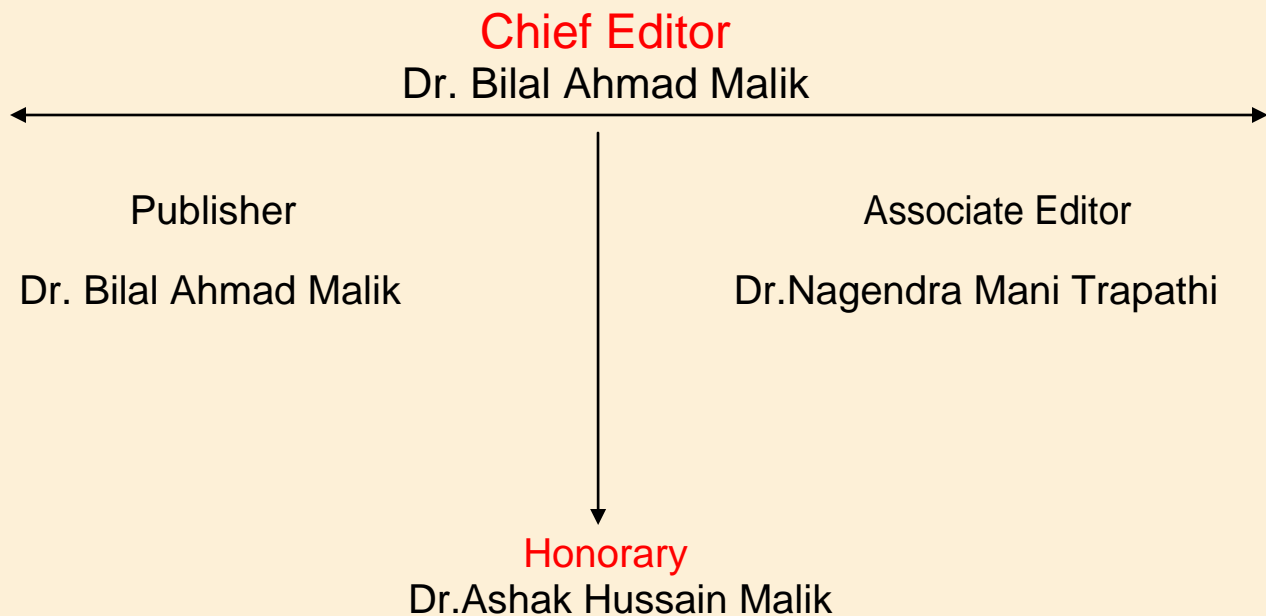 Chief Editor
Dr. Bilal Ahmad Malik
Publisher
Associate Editor
Dr. Bilal Ahmad Malik
Dr.Nagendra Mani Trapathi
Honorary
Dr.Ashak Hussain Malik